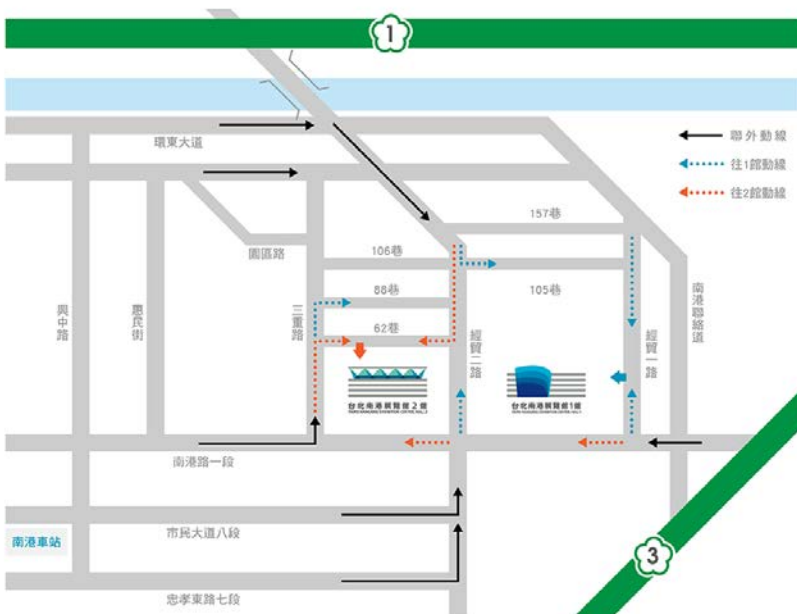 1
環東大道
聯外動線
往1館動線
往2館動線
157巷
園區路
106巷
105巷
88巷
62巷
興中路
惠民街
三重路
經貿二路
經貿一路
南港聯絡道
台北南港展覽館2館
台北南港展覽館1館
南港路一段
市民大道八段
南港車站
忠孝東路七段
3